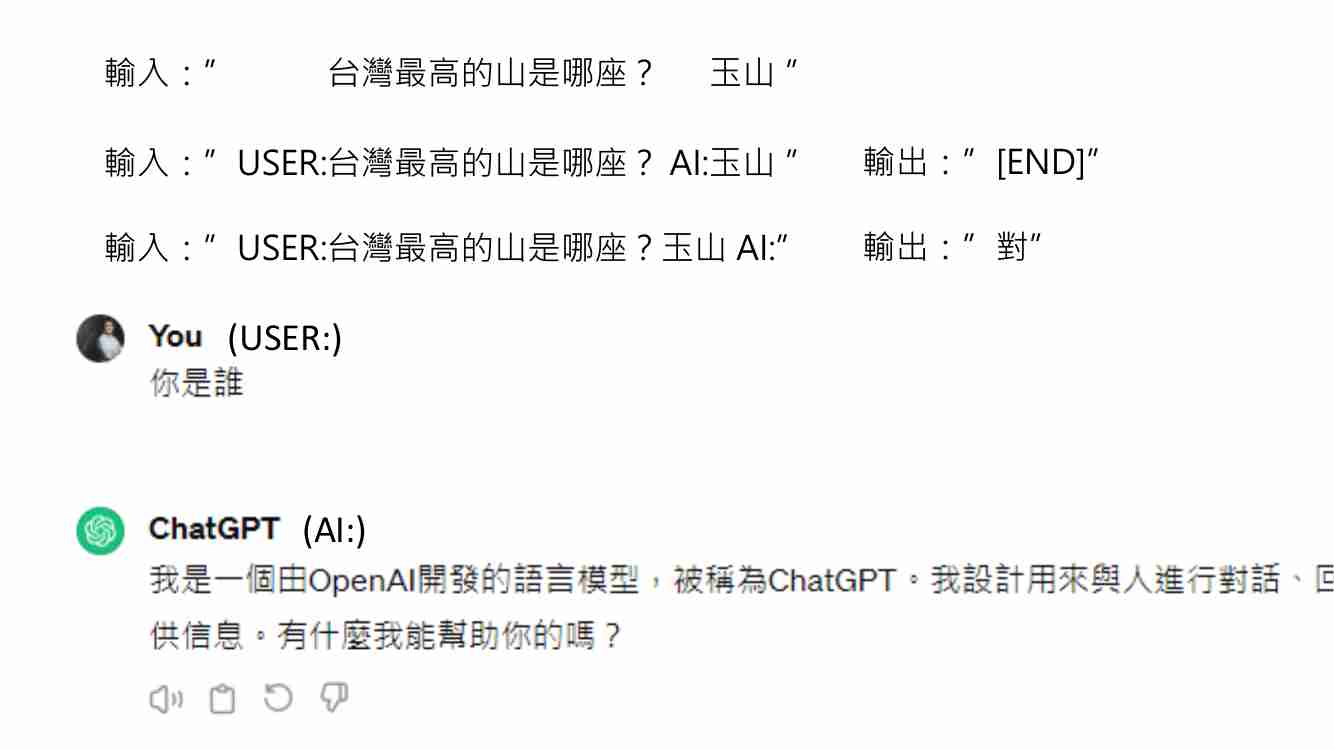 輸入：” 台灣最高的山是哪座？ 玉山 ”
輸入：” USER:台灣最高的山是哪座？ AI:玉山 ” 輸出：” [END]”
輸入：” USER:台灣最高的山是哪座？玉山 AI:” 輸出：” 對”
You (USER:)
你是誰
ChatGPT (AI:)
我是一個由OpenAI開發的語言模型，被稱為ChatGPT。我設計用來與人進行對話、
供信息。有什麼我能幫助你的嗎？